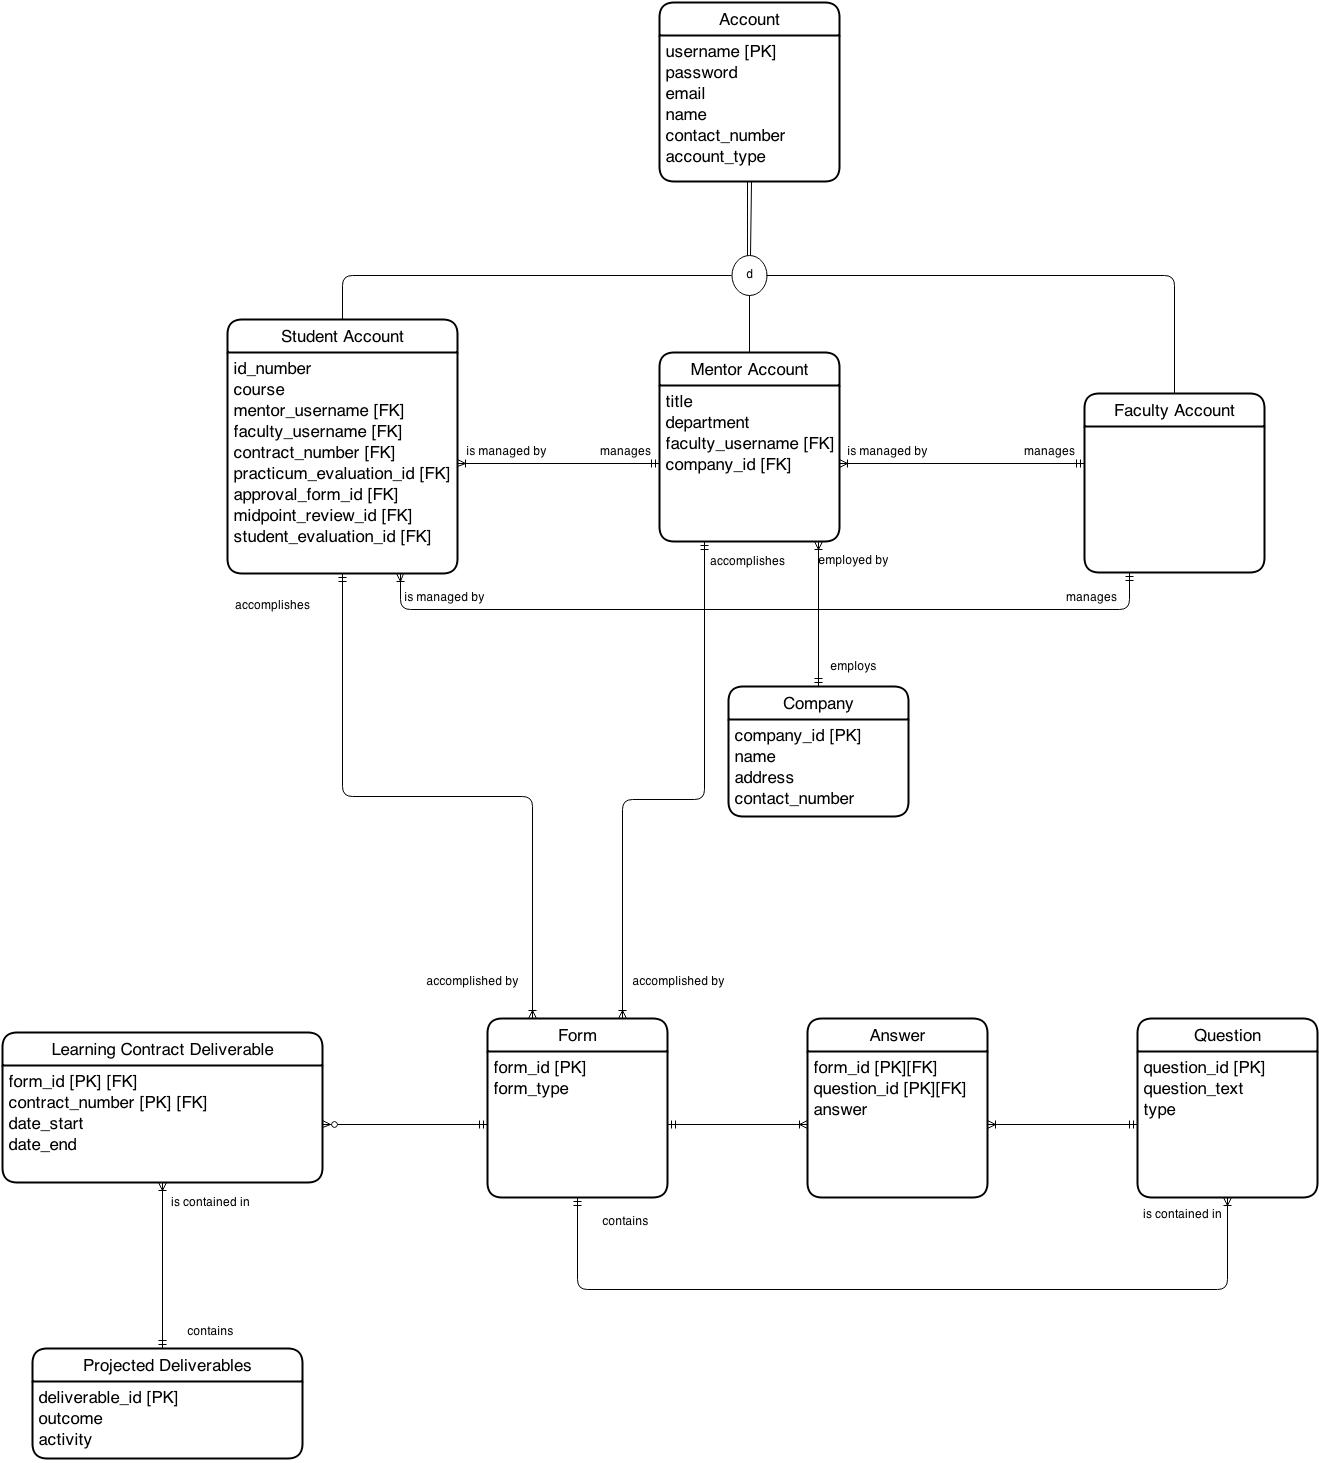 Account
username [PK]
password
email
name
contact_number
account_type
d
Student Account
id_number
course
mentor_username [FK]
faculty_username [FK]
contract_number [FK]
practicum_evaluation_id [FK]
approval_form_id [FK]
midpoint_review_id [FK]
student_evaluation_id [FK]
is managed by
manages
Mentor Account
title
department
faculty_username [FK]
company_id [FK]
is managed by
manages
Faculty Account
accomplishes
is managed by
manages
accomplishes
employed by
employs
Company
company_id [PK]
name
address
contact_number
accomplished by
accomplished by
Learning Contract Deliverable
form_id [PK] [FK]
contract_number [PK] [FK]
date_start
date_end
Form
form_id [PK]
form_type
Answer
form_id [PK][FK]
question_id [PK][FK]
answer
Question
question_id [PK]
question_text
type
is contained in
contains
is contained in
contains
Projected Deliverables
deliverable_id [PK]
outcome
activity